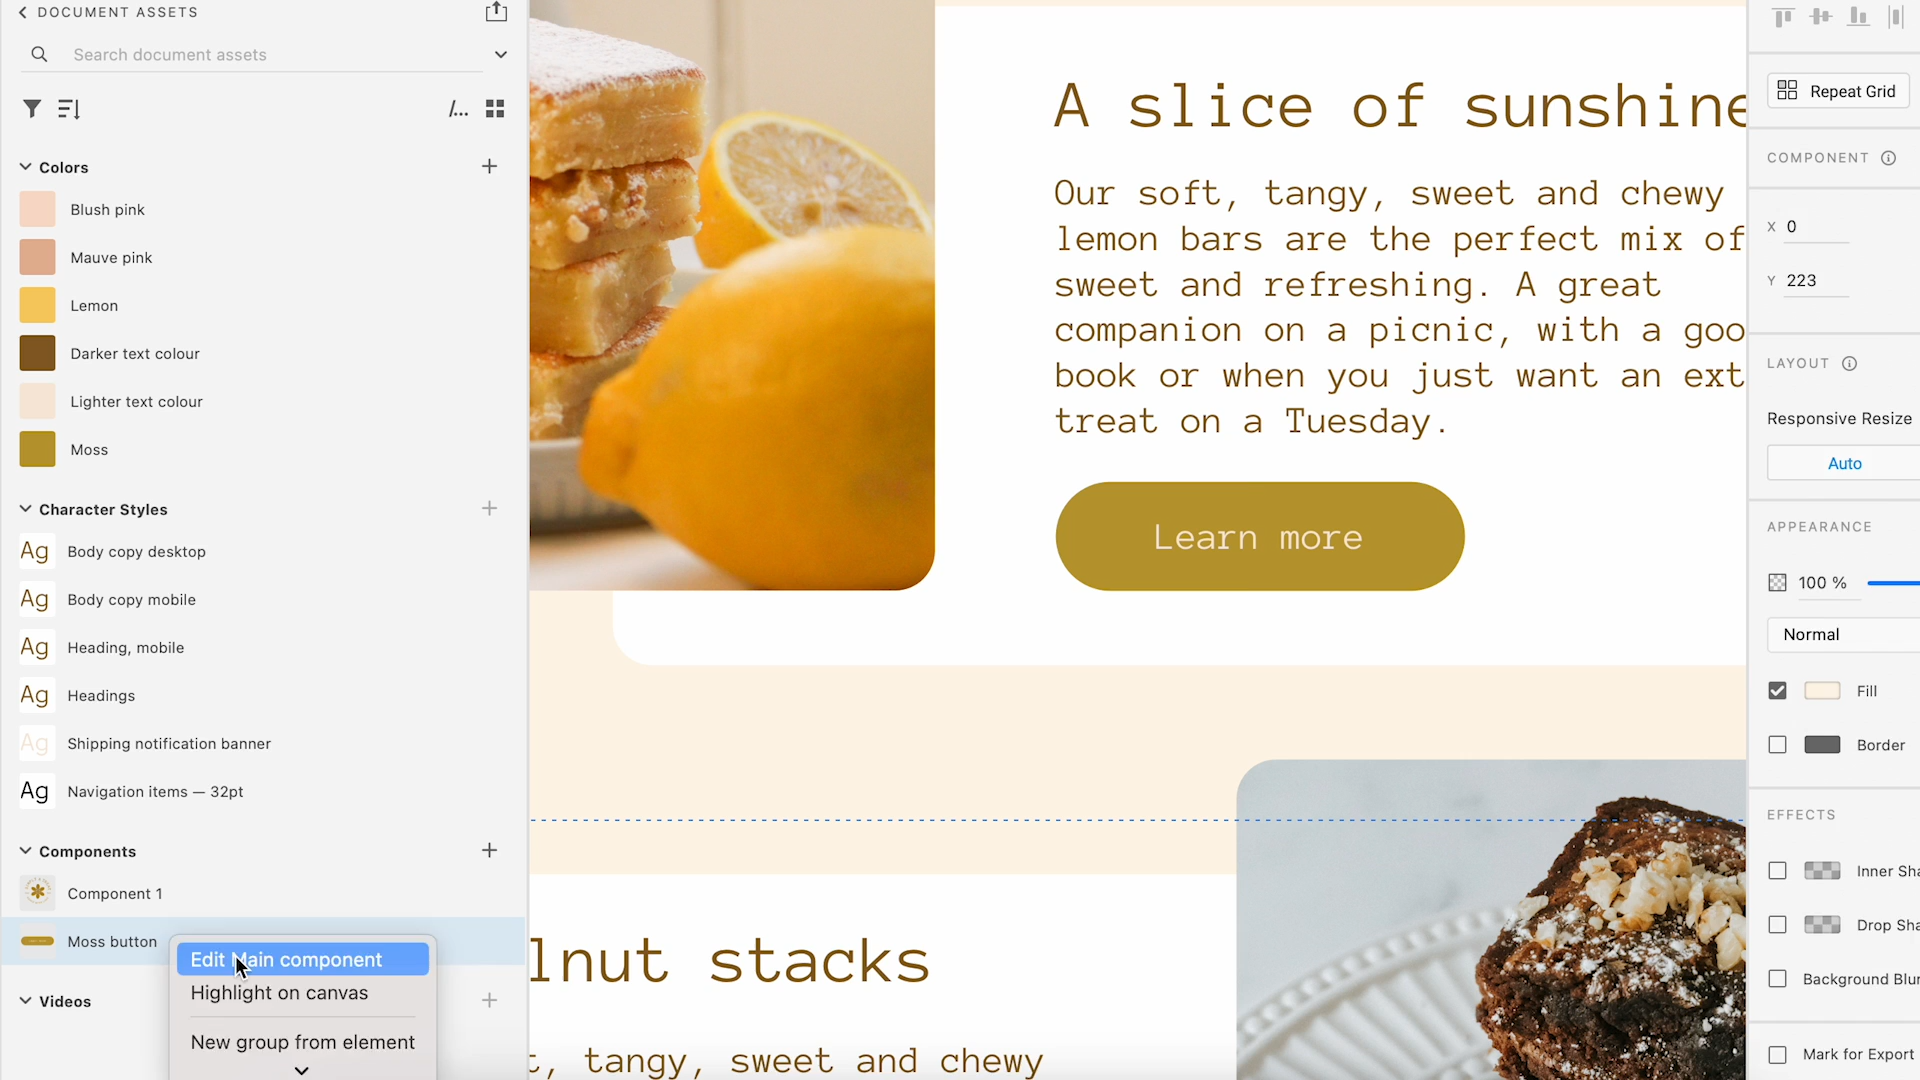 DOCUMENT ASSETS
Search document assets
/...
Colors
Blush pink
Mauve pink
Lemon
Darker text colour
Lighter text colour
Moss
Character Styles
Ag Body copy desktop
Ag Body copy mobile
Ag Heading, mobile
Ag Headings
Ag Shipping notification banner
Ag Navigation items — 32pt
Components
Component 1
Moss button
Edit Main component
Highlight on canvas
New group from element
Videos
A slice of sunshine
Our soft, tangy, sweet and chewy
lemon bars are the perfect mix of
sweet and refreshing. A great
companion on a picnic, with a goo
book or when you just want an ext
treat on a Tuesday.
Learn more
lnut stacks
t, tangy, sweet and chewy
Repeat Grid
COMPONENT
X 0
Y 223
LAYOUT
Responsive Resize
Auto
APPEARANCE
100 %
Normal
Fill
Border
EFFECTS
Inner Sha
Drop Sha
Background Blur
Mark for Export